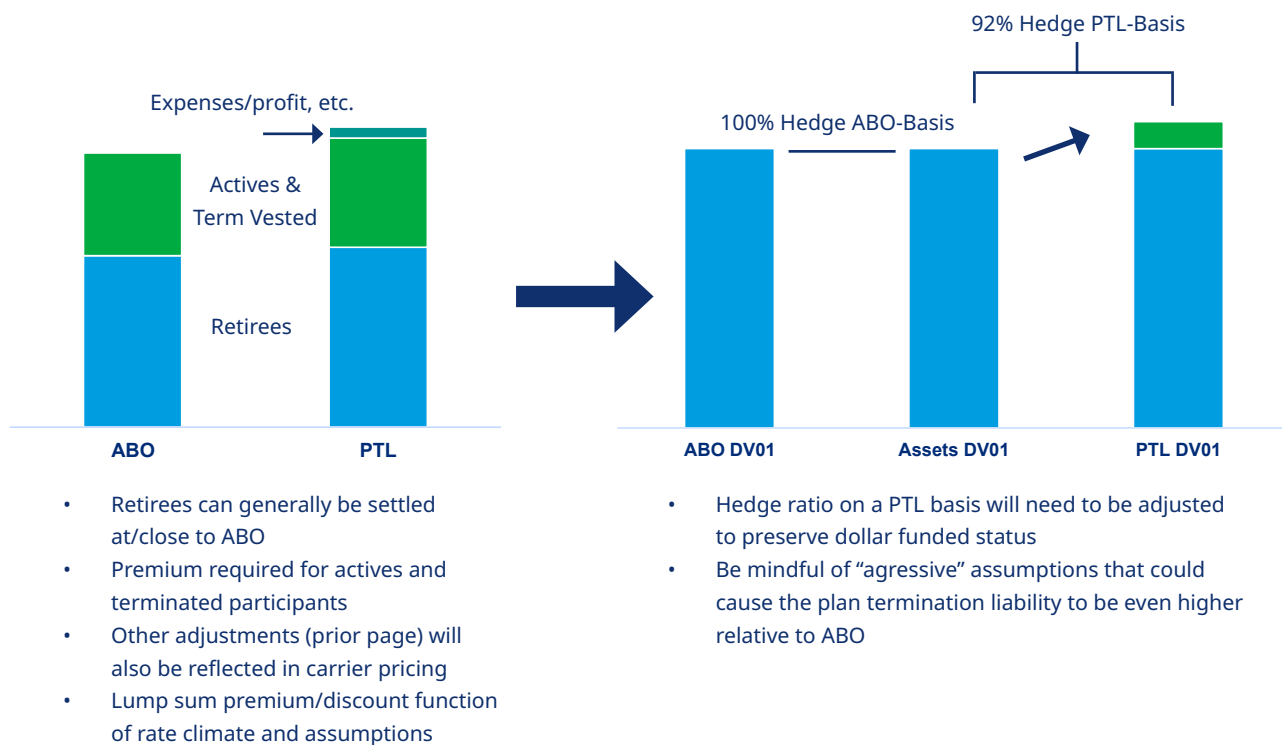 Expenses/profit, etc.
Actives &
Term Vested
Retirees
ABO
PTL
• Retirees can generally be settled
at/close to ABO
• Premium required for actives and
terminated participants
• Other adjustments (prior page) will
also be reflected in carrier pricing
• Lump sum premium/discount function
of rate climate and assumptions
92% Hedge PTL-Basis
100% Hedge ABO-Basis
ABO DV01
Assets DV01
PTL DV01
• Hedge ratio on a PTL basis will need to be adjusted
to preserve dollar funded status
• Be mindful of “agressive” assumptions that could
cause the plan termination liability to be even higher
relative to ABO